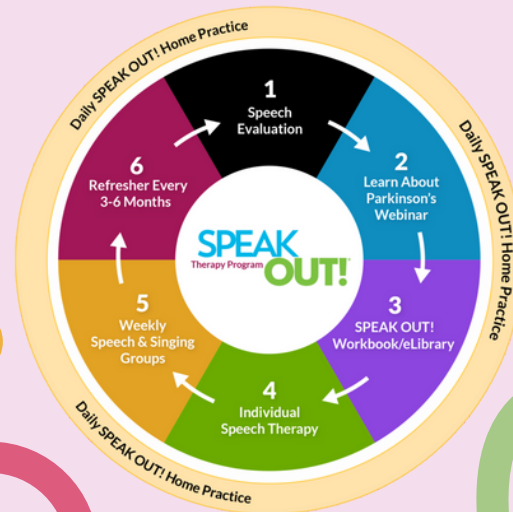 Daily SPEAK OUT! Home Practice
Daily SPEAK OUT! Home Practice
1
Speech
Evaluation
2
Learn About
Parkinson's
Webinar
3
SPEAK OUT!
Workbook/eLibrary
4
Individual
Speech Therapy
5
Weekly
Speech & Singing
Groups
6
Refresher Every
3-6 Months
SPEAK
Therapy Program OUT!
Daily SPEAK OUT! Home Practice